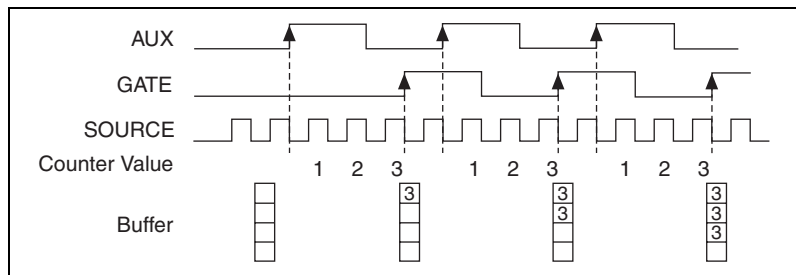 AUX
GATE
SOURCE
Counter Value 1 2 3 1 2 3 1 2 3
Buffer
3 3 3
3 3
3